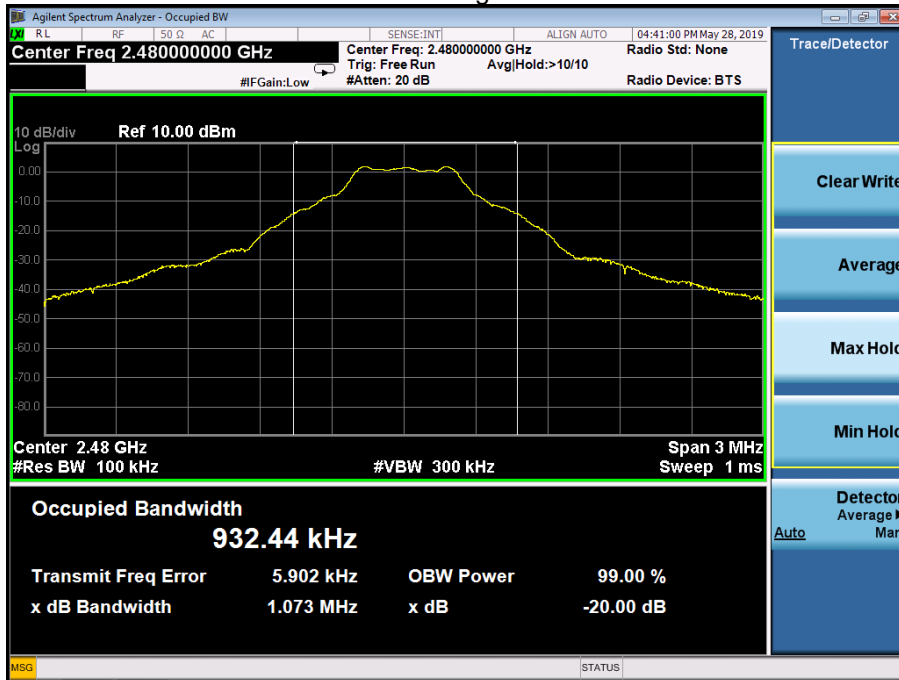 Agilent Spectrum Analyzer - Occupied BW
LXI RL RF 50 Ω AC SENSE:INT ALIGN AUTO 04:41:00 PM May 28, 2019
Center Freq 2.480000000 GHz Center Freq: 2.480000000 GHz Radio Std: None Trace/Detector
Trig: Free Run Avg|Hold:>10/10
#IFGain:Low #Atten: 20 dB Radio Device: BTS
10 dB/div Ref 10.00 dBm
Log
0.00
-10.0
-20.0
-30.0
-40.0
-50.0
-60.0
-70.0
-80.0
Clear Write
Average
Max Hold
Min Hold
Center 2.48 GHz Span 3 MHz
#Res BW 100 kHz #VBW 300 kHz Sweep 1 ms
Occupied Bandwidth
932.44 kHz
Transmit Freq Error 5.902 kHz OBW Power 99.00 %
x dB Bandwidth 1.073 MHz x dB -20.00 dB
Detector
Average
Auto Man
MSG STATUS